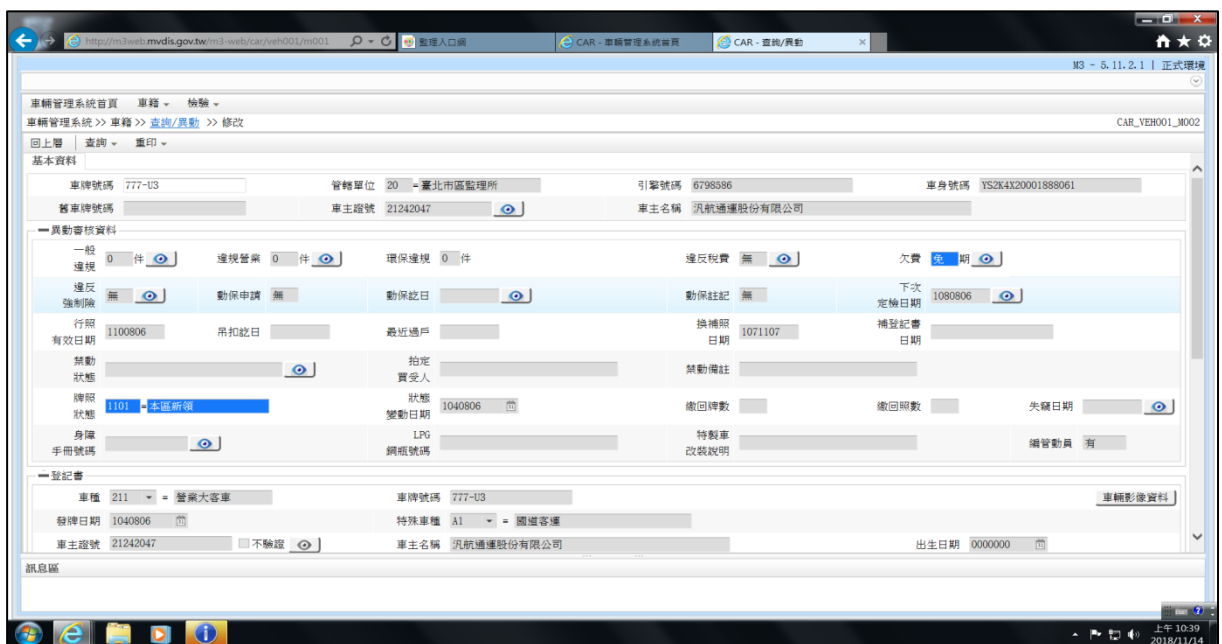 http://m3web.mvdis.gov.tw/m3-web/car/veh001/m001 監理入口網 CAR - 車輛管理系統首頁 CAR - 查詢/異動 ×
M3 - 5.11.2.1 | 正式環境
車輛管理系統首頁 車籍 檢驗
車輛管理系統 >> 車籍 >> 查詢/異動 >> 修改 CAR_VEH001_M002
回上層 查詢 重印
基本資料
車牌號碼 777-U3 管轄單位 20 =臺北市區監理所 引擎號碼 6798586 車身號碼 YS2K4X20001888061
舊車牌號碼 車主證號 21242047 車主名稱 汎航通運股份有限公司
異動審核資料
一般違規 0 件 違規營業 0 件 環保違規 0 件 違反稅費 無 欠費 免 期
違反強制險 無 動保申請 無 動保訖日 動保註記 無 下次定檢日期 1080806
行照有效日期 1100806 吊扣訖日 最近過戶 換補照日期 1071107 補登記書日期
禁動狀態 拍定買受人 禁動備註
牌照狀態 1101 =本區新領 狀態變動日期 1040806 繳回牌數 繳回照數 失竊日期
身障手冊號碼 LPG鋼瓶號碼 特製車改裝說明 編管動員 有
登記書
車種 211 = 營業大客車 車牌號碼 777-U3 車輛影像資料
發牌日期 1040806 特殊車種 A1 = 國道客運
車主證號 21242047 不驗證 車主名稱 汎航通運股份有限公司 出生日期 0000000
訊息區
上午 10:39
2018/11/14